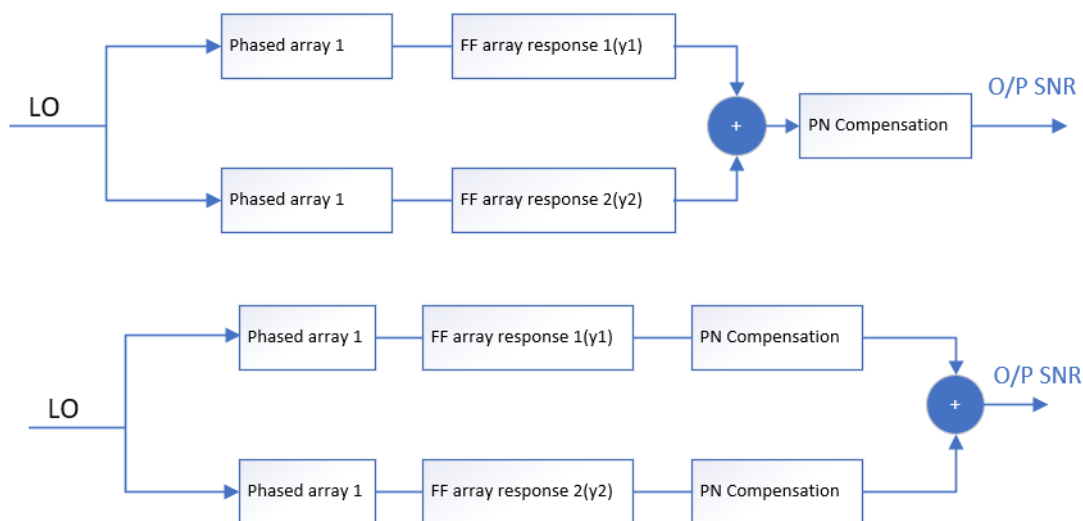 Phased array 1
FF array response 1(y1)
O/P SNR
LO
+
PN Compensation
Phased array 1
FF array response 2(y2)
Phased array 1
FF array response 1(y1)
PN Compensation
O/P SNR
LO
+
Phased array 1
FF array response 2(y2)
PN Compensation